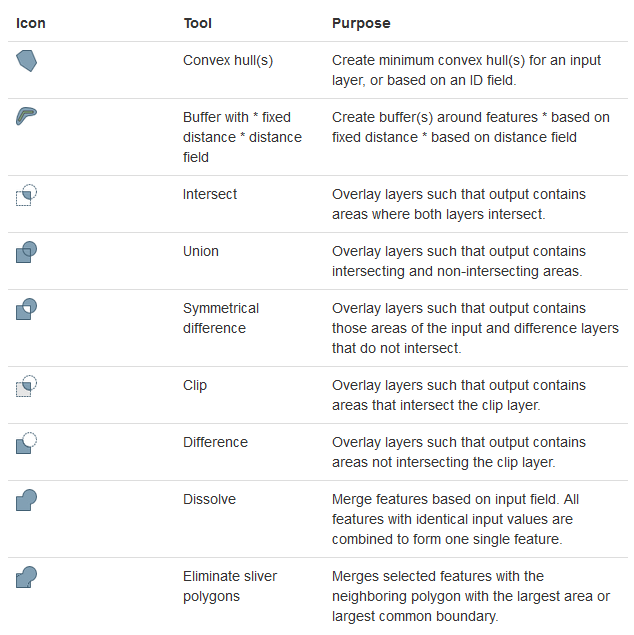 Icon Tool Purpose
Convex hull(s) Create minimum convex hull(s) for an input
layer, or based on an ID field.
Buffer with * fixed Create buffer(s) around features * based on
distance * distance fixed distance * based on distance field
field
Intersect Overlay layers such that output contains
areas where both layers intersect.
Union Overlay layers such that output contains
intersecting and non-intersecting areas.
Symmetrical Overlay layers such that output contains
difference those areas of the input and difference layers
that do not intersect.
Clip Overlay layers such that output contains
areas that intersect the clip layer.
Difference Overlay layers such that output contains
areas not intersecting the clip layer.
Dissolve Merge features based on input field. All
features with identical input values are
combined to form one single feature.
Eliminate sliver Merges selected features with the
polygons neighboring polygon with the largest area or
largest common boundary.